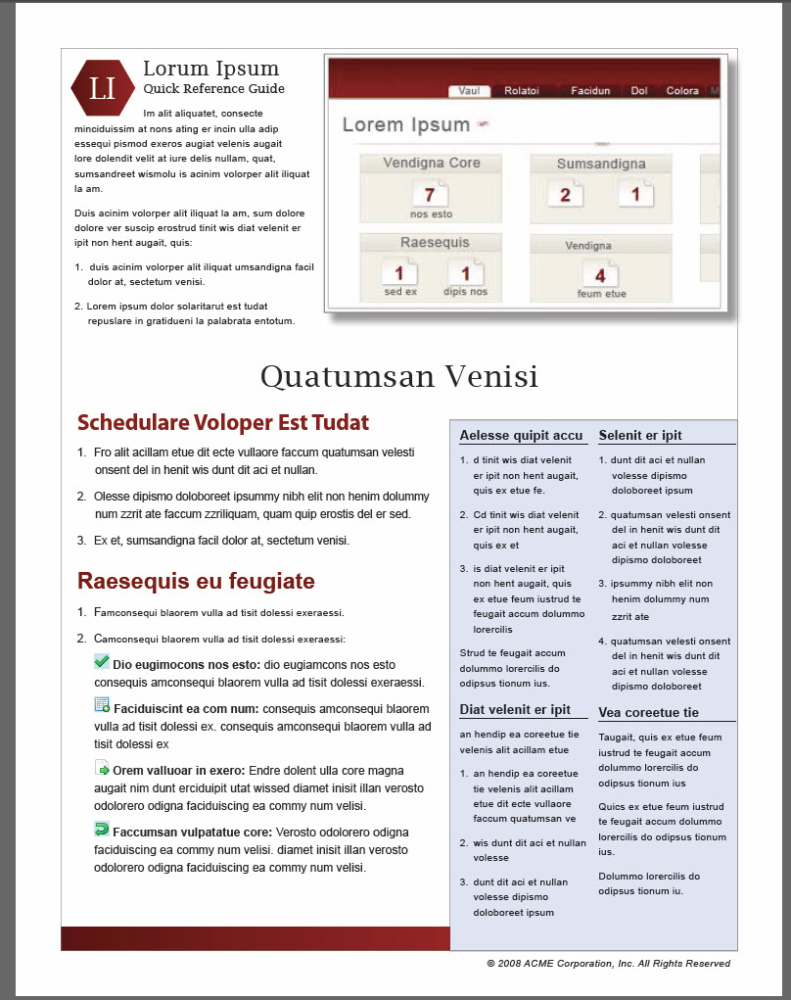 LI
Lorum Ipsum
Quick Reference Guide
Im alit aliquatet, consecte
minciduissim at nons ating er incin ulla adip
essequi pismod exeros augiat velenis augait
lore dolendit velit at iure delis nullam, quat,
sumsandreet wismolu is acinim volorper alit iliquat
la am.
Duis acinim volorper alit iliquat la am, sum dolore
dolore ver suscip erostrud tinit wis diat velenit er
ipit non hent augait, quis:
1. duis acinim volorper alit iliquat umsandigna facil
dolor at, sectetum venisi.
2. Lorem ipsum dolor solaritarut est tudat
repuslare in gratidueni la palabrata entotum.
Vaul Rolatoi Facidun Dol Colora M
Lorem Ipsum
Vendigna Core
7
nos esto
Sumsandigna
2 1
Raesequis
1 1
sed ex dipis nos
Vendigna
4
feum etue
Quatumsan Venisi
Schedulare Voloper Est Tudat
1. Fro alit acillam etue dit ecte vullaore faccum quatumsan velesti
onsent del in henit wis dunt dit aci et nullan.
2. Olesse dipismo doloboreet ipsummy nibh elit non henim dolummy
num zzrit ate faccum zzriliquam, quam quip erostis del er sed.
3. Ex et, sumsandigna facil dolor at, sectetum venisi.
Raesequis eu feugiate
1. Famconsequi blaorem vulla ad tisit dolessi exeraessi.
2. Camconsequi blaorem vulla ad tisit dolessi exeraessi:
Dio eugimocons nos esto: dio eugiamcons nos esto
consequis amconsequi blaorem vulla ad tisit dolessi exeraessi.
Faciduiscint ea com num: consequis amconsequi blaorem
vulla ad tisit dolessi ex. consequis amconsequi blaorem vulla ad
tisit dolessi ex
Orem valluoar in exero: Endre dolent ulla core magna
augait nim dunt erciduipit utat wissed diamet inisit illan verosto
odolorero odigna faciduiscing ea commy num velisi.
Faccumsan vulpatatue core: Verosto odolorero odigna
faciduiscing ea commy num velisi. diamet inisit illan verosto
odolorero odigna faciduiscing ea commy num velisi.
Aelesse quipit accu
1. d tinit wis diat velenit
er ipit non hent augait,
quis ex etue fe.
2. Cd tinit wis diat velenit
er ipit non hent augait,
quis ex et
3. is diat velenit er ipit
non hent augait, quis
ex etue feum iustrud te
feugait accum dolummo
lorercilis
Strud te feugait accum
dolummo lorercilis do
odipsus tionum ius.
Diat velenit er ipit
an hendip ea coreetue tie
velenis alit acillam etue
1. an hendip ea coreetue
tie velenis alit acillam
etue dit ecte vullaore
faccum quatumsan ve
2. wis dunt dit aci et nullan
volesse
3. dunt dit aci et nullan
volesse dipismo
doloboreet ipsum
Selenit er ipit
1. dunt dit aci et nullan
volesse dipismo
doloboreet ipsum
2. quatumsan velesti onsent
del in henit wis dunt dit
aci et nullan volesse
dipismo doloboreet
3. ipsummy nibh elit non
henim dolummy num
zzrit ate
4. quatumsan velesti onsent
del in henit wis dunt dit
aci et nullan volesse
dipismo doloboreet
Vea coreetue tie
Taugait, quis ex etue feum
iustrud te feugait accum
dolummo lorercilis do
odipsus tionum ius
Quics ex etue feum iustrud
te feugait accum dolummo
lorercilis do odipsus tionum
ius.
Dolummo lorercilis do
odipsus tionum iu.
© 2008 ACME Corporation, Inc. All Rights Reserved